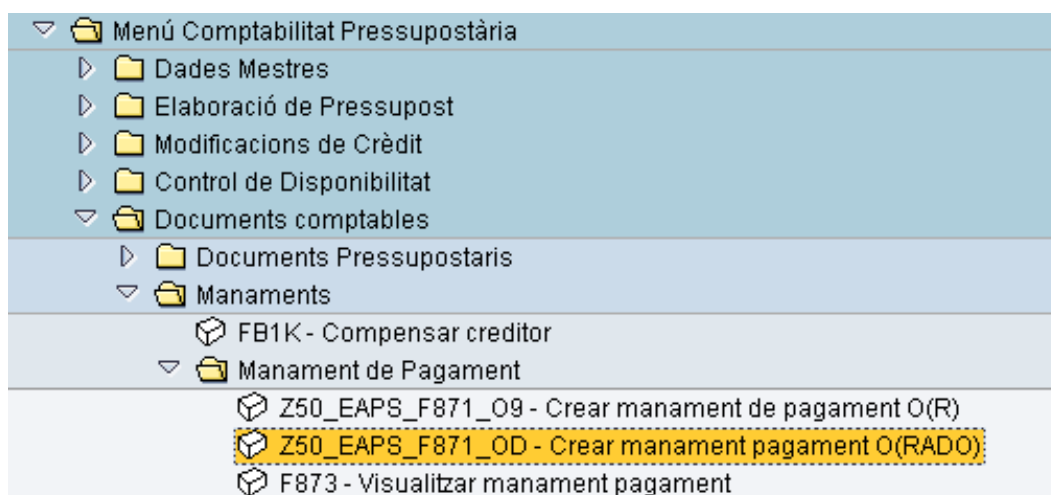 Menú Comptabilitat Pressupostària
Dades Mestres
Elaboració de Pressupost
Modificacions de Crèdit
Control de Disponibilitat
Documents comptables
Documents Pressupostaris
Manaments
FB1K - Compensar creditor
Manament de Pagament
Z50_EAPS_F871_O9 - Crear manament de pagament O(R)
Z50_EAPS_F871_OD - Crear manament pagament O(RADO)
F873 - Visualitzar manament pagament